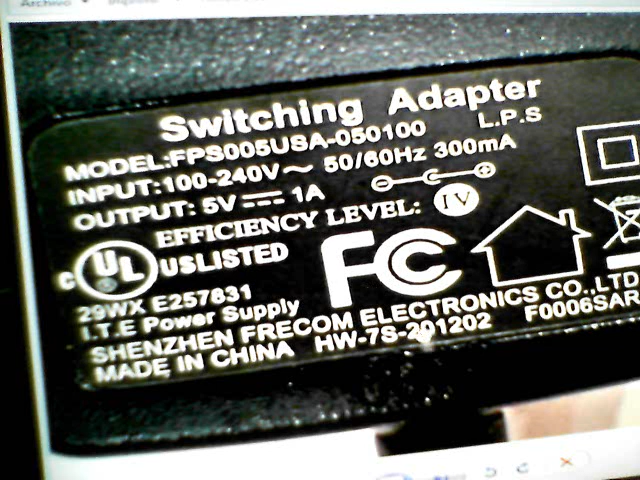 Archivo
Switching Adapter
MODEL:FPS005USA-050100 L.P.S
INPUT:100-240V~ 50/60Hz 300mA
OUTPUT: 5V 1A
EFFICIENCY LEVEL: IV
C UL US LISTED
FC
29WX E257831
I.T.E Power Supply
SHENZHEN FRECOM ELECTRONICS CO.,LTD
MADE IN CHINA HW-7S-201202 F0006SAR